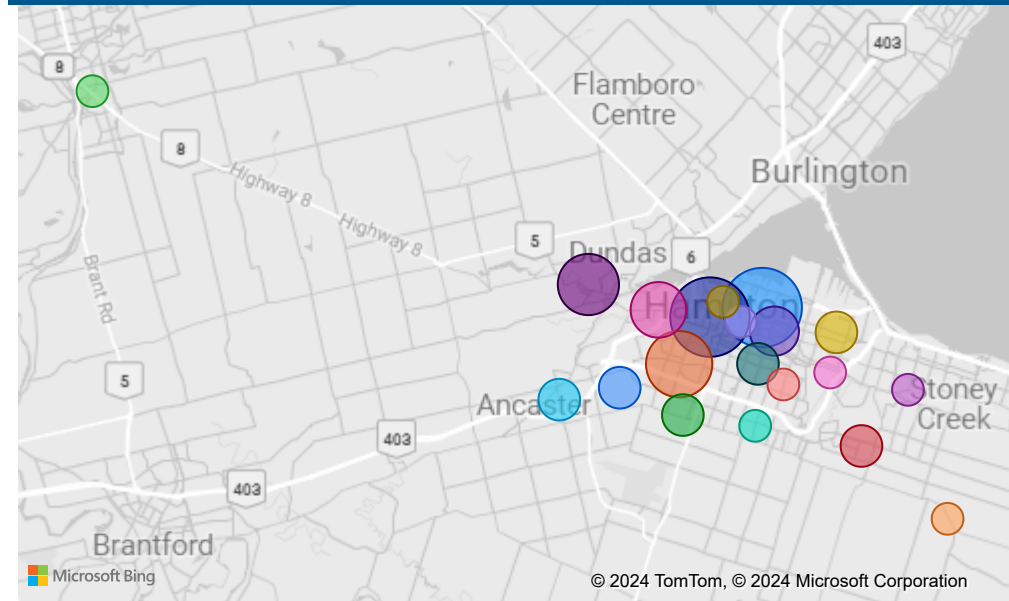 403
8
Flamboro
Centre
8
Burlington
Highway 8
Highway 8
5
Dundas
6
Brant Rd
Hamilton
5
Ancaster
Stoney
Creek
403
403
Brantford
Microsoft Bing
© 2024 TomTom, © 2024 Microsoft Corporation